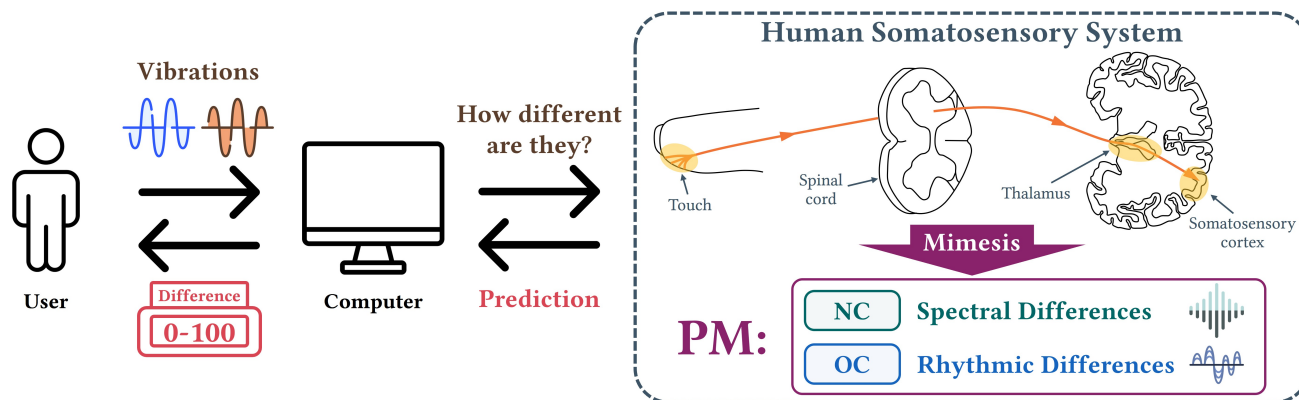 Vibrations
User
Difference
0-100
Computer
How different
are they?
Prediction
Human Somatosensory System
Touch
Spinal
cord
Thalamus
Somatosensory
cortex
Mimesis
PM:
NC
Spectral Differences
OC
Rhythmic Differences